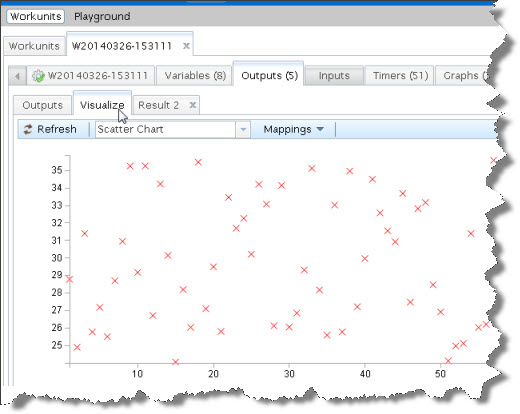 Workunits Playground
Workunits W20140326-153111 x
W20140326-153111 Variables (8) Outputs (5) Inputs Timers (51) Graphs (
Outputs Visualize Result 2 x
Refresh Scatter Chart Mappings
35
34
33
32
31
30
29
28
27
26
25
10 20 30 40 50